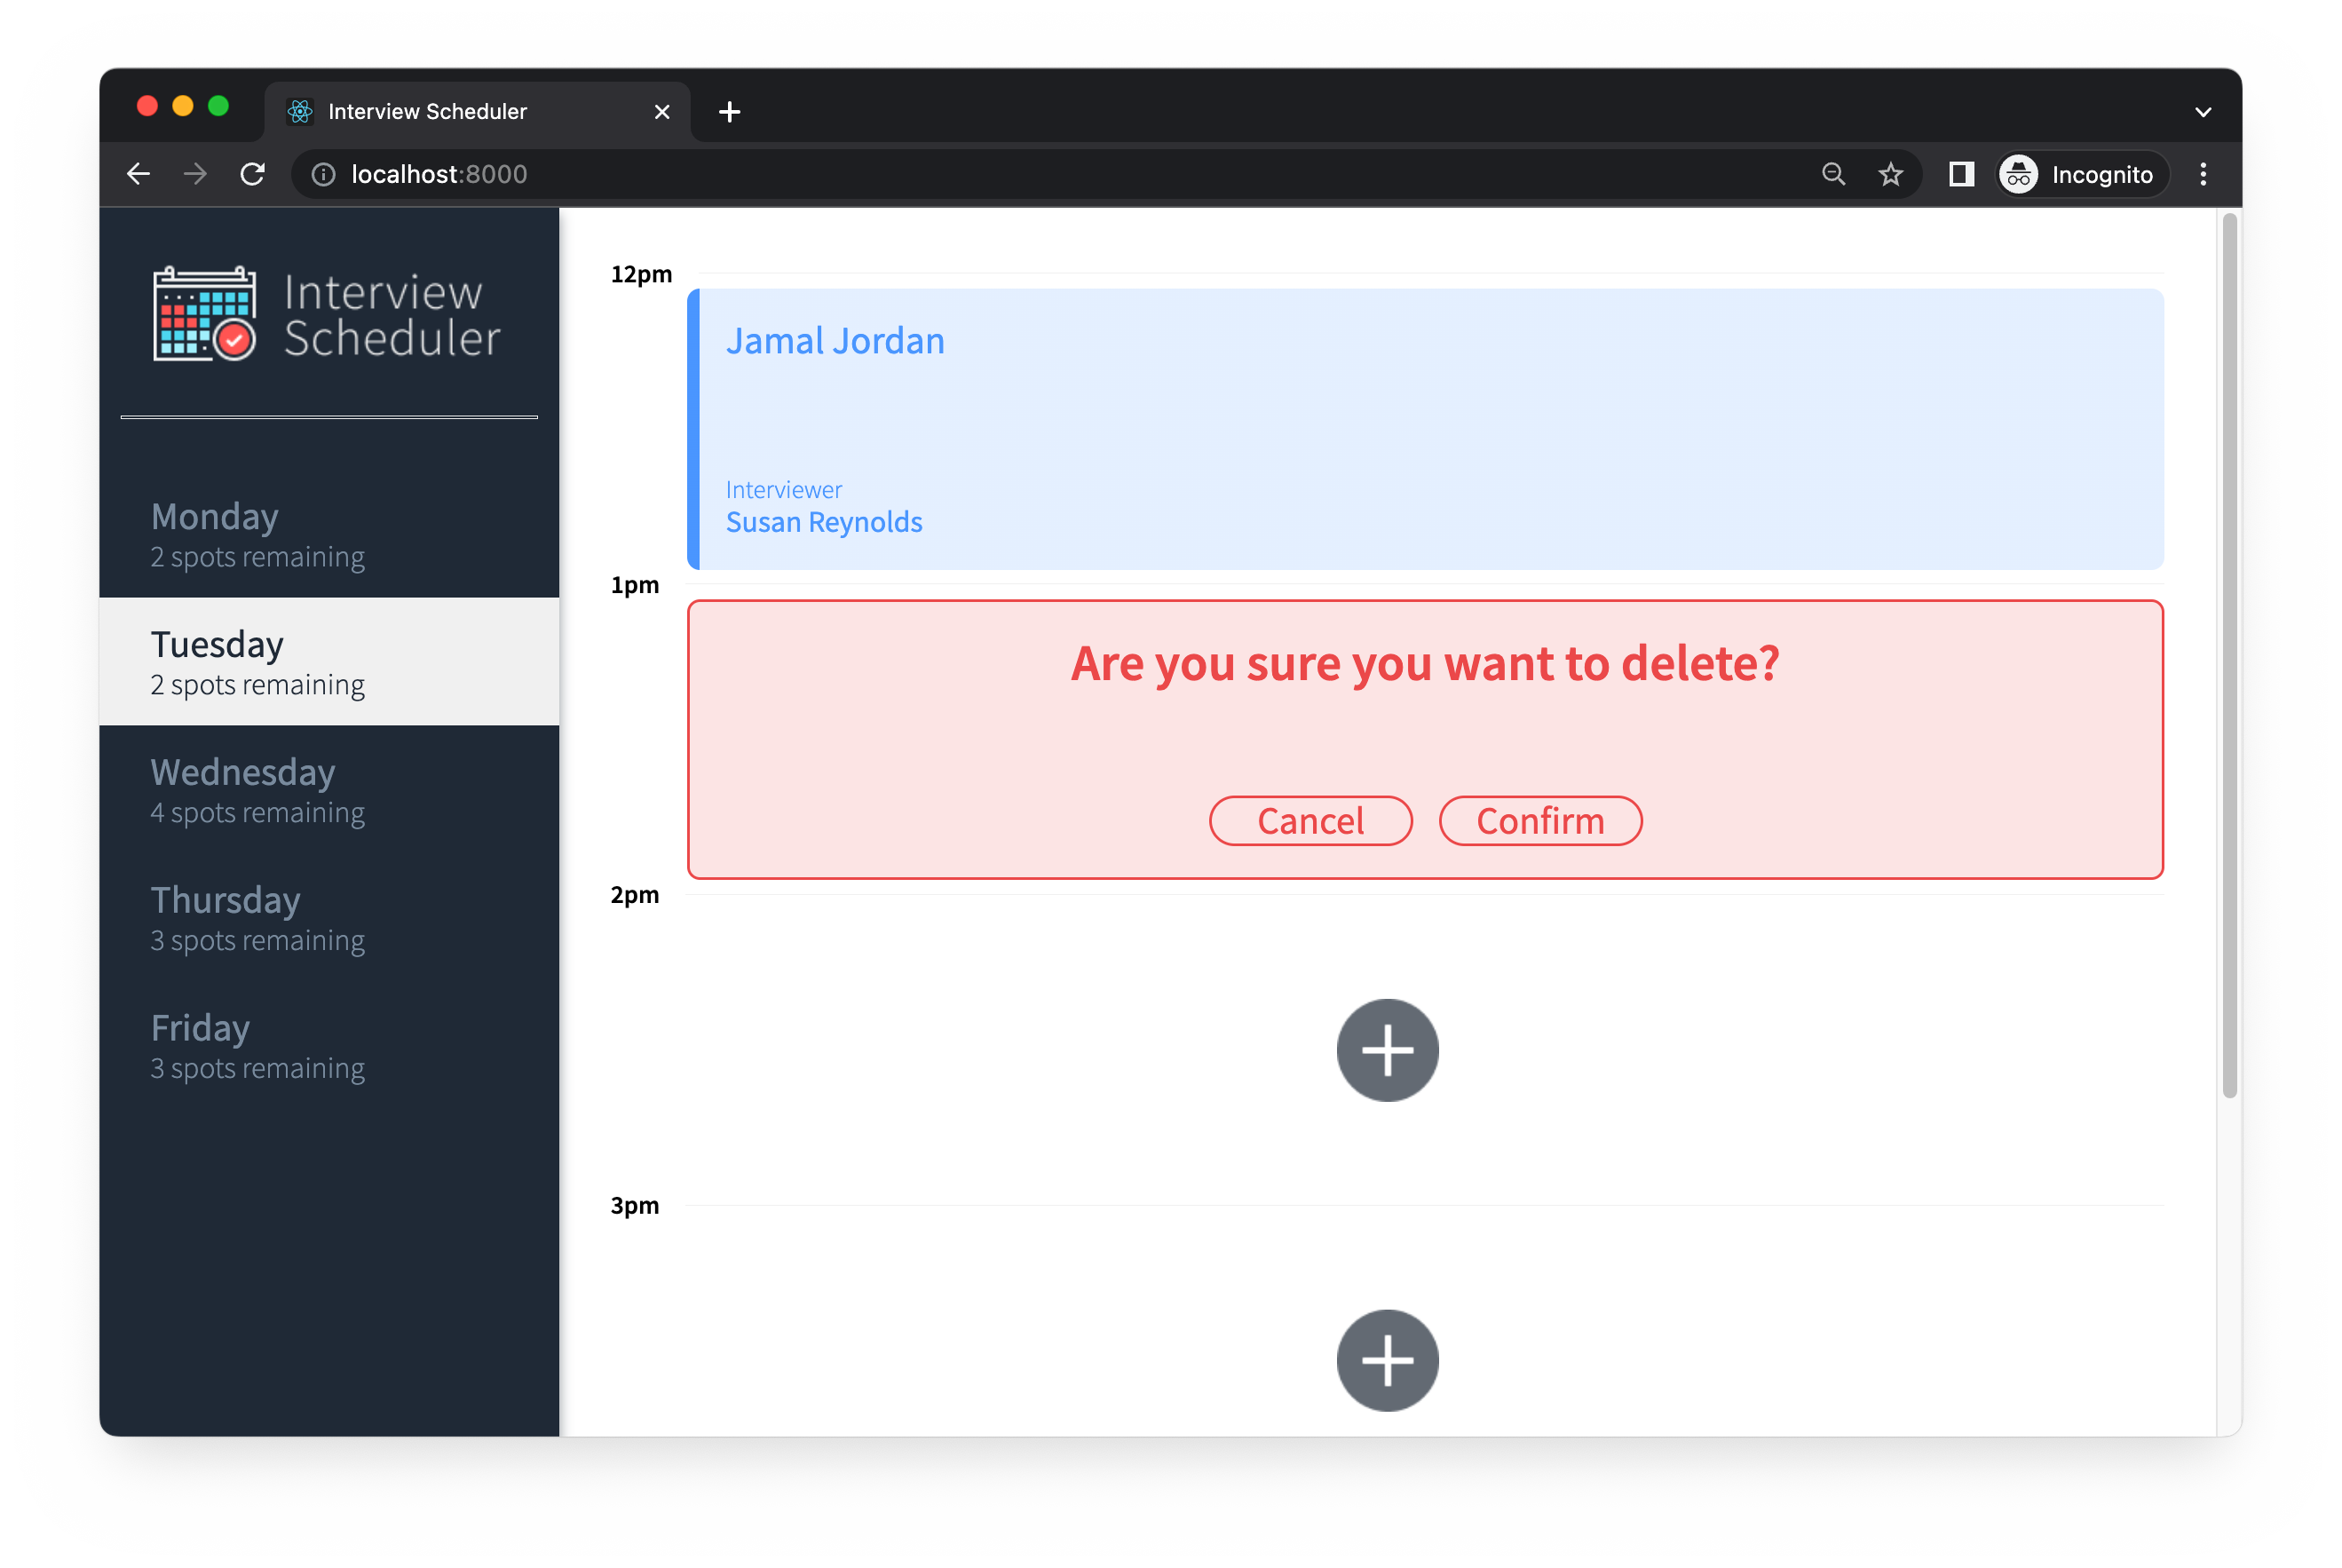 Interview Scheduler
localhost:8000
Incognito
Interview
Scheduler
Monday
2 spots remaining
Tuesday
2 spots remaining
Wednesday
4 spots remaining
Thursday
3 spots remaining
Friday
3 spots remaining
12pm
Jamal Jordan
Interviewer
Susan Reynolds
1pm
Are you sure you want to delete?
Cancel Confirm
2pm
3pm